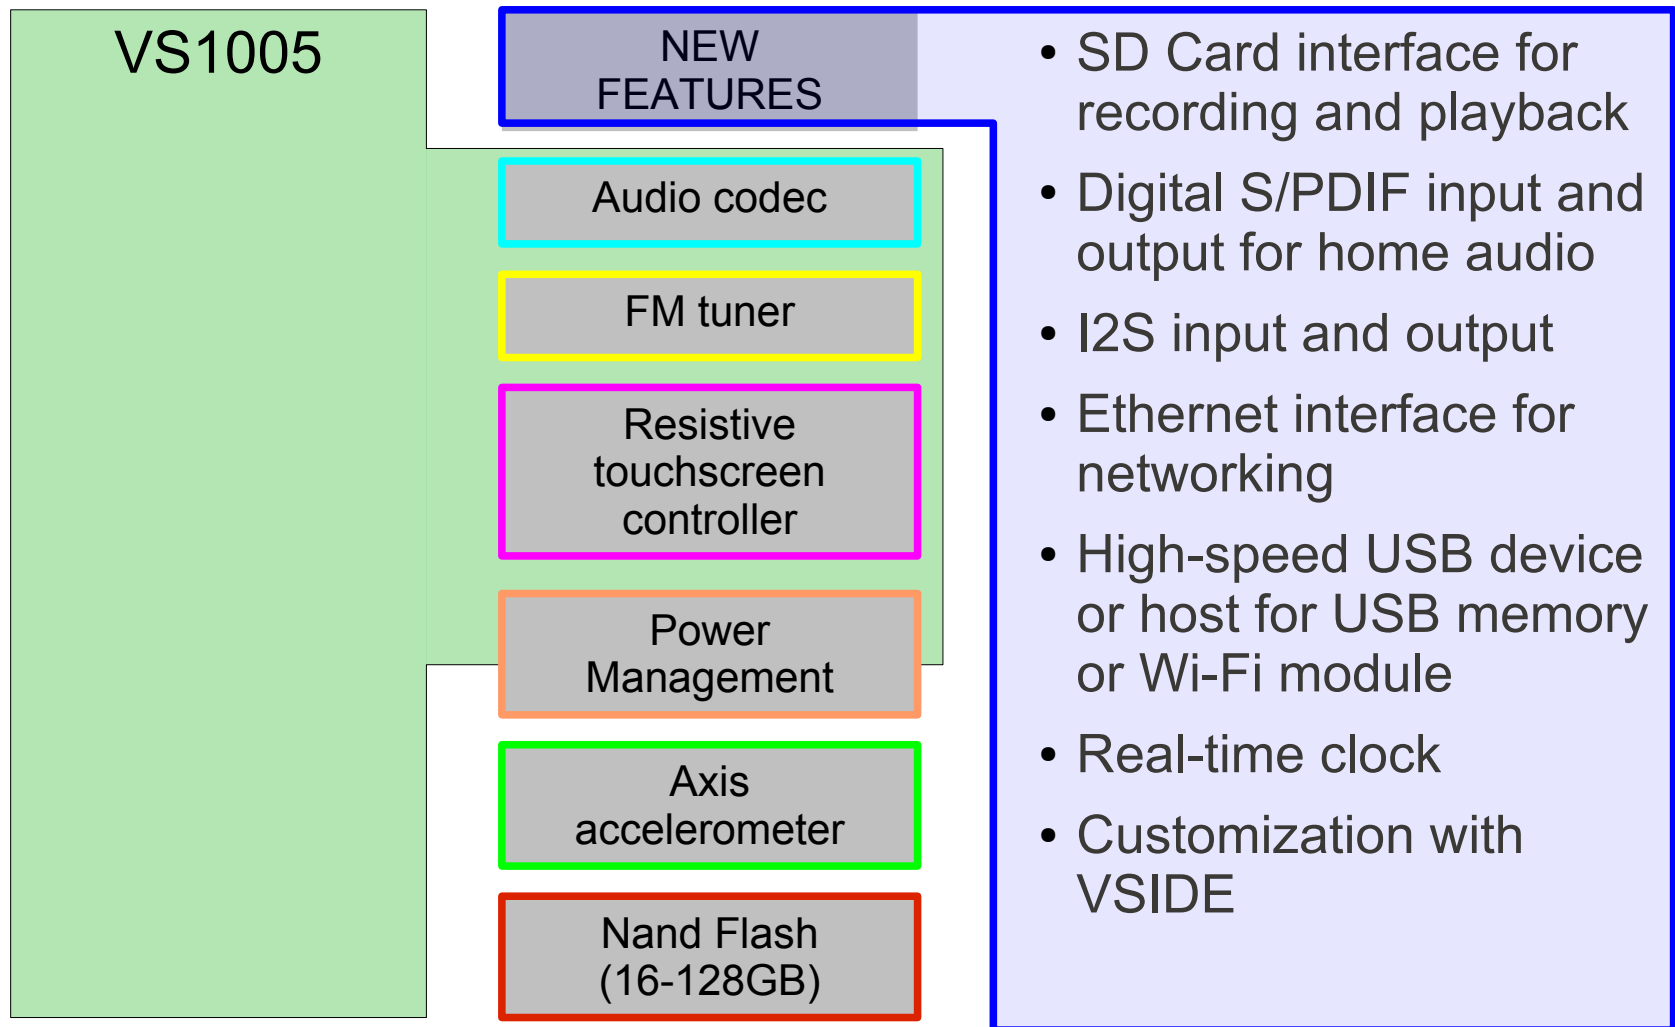 VS1005
NEW
FEATURES
Audio codec
FM tuner
Resistive
touchscreen
controller
Power
Management
Axis
accelerometer
Nand Flash
(16-128GB)
• SD Card interface for
recording and playback
• Digital S/PDIF input and
output for home audio
• I2S input and output
• Ethernet interface for
networking
• High-speed USB device
or host for USB memory
or Wi-Fi module
• Real-time clock
• Customization with
VSIDE